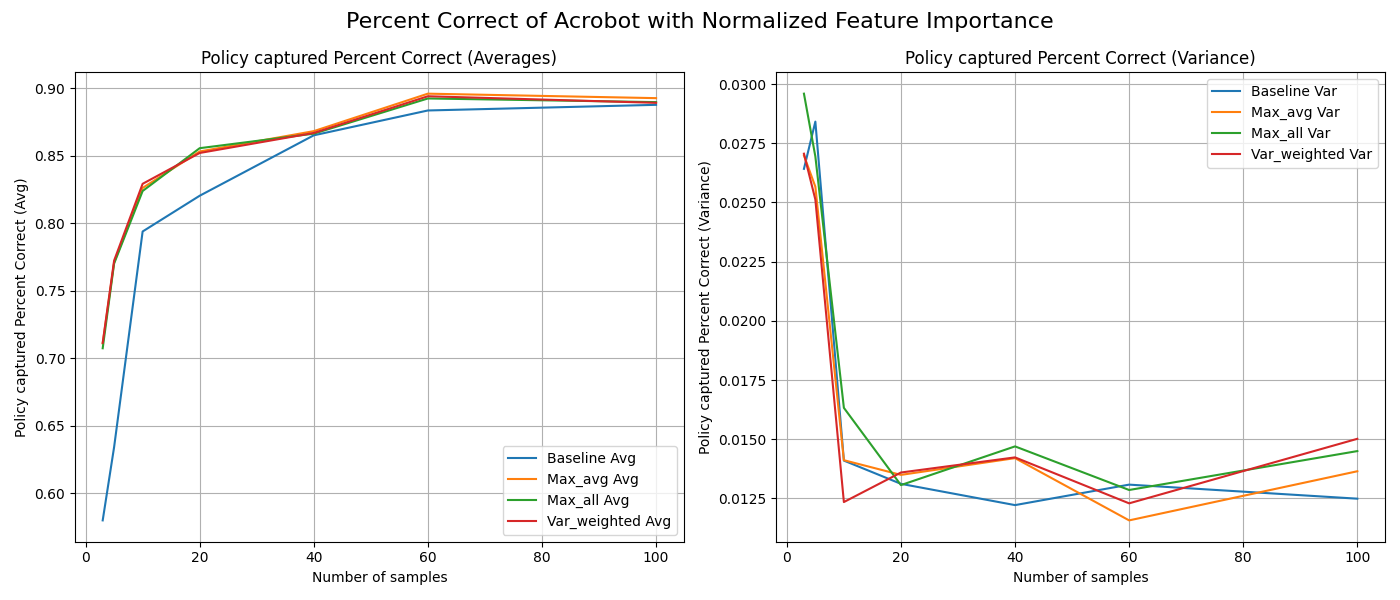 Percent Correct of Acrobot with Normalized Feature Importance
Policy captured Percent Correct (Averages)
Policy captured Percent Correct (Avg)
0.90
0.85
0.80
0.75
0.70
0.65
0.60
0
20
40
60
80
100
Number of samples
Baseline Avg
Max_avg Avg
Max_all Avg
Var_weighted Avg
Policy captured Percent Correct (Variance)
Policy captured Percent Correct (Variance)
0.0300
0.0275
0.0250
0.0225
0.0200
0.0175
0.0150
0.0125
0
20
40
60
80
100
Number of samples
Baseline Var
Max_avg Var
Max_all Var
Var_weighted Var